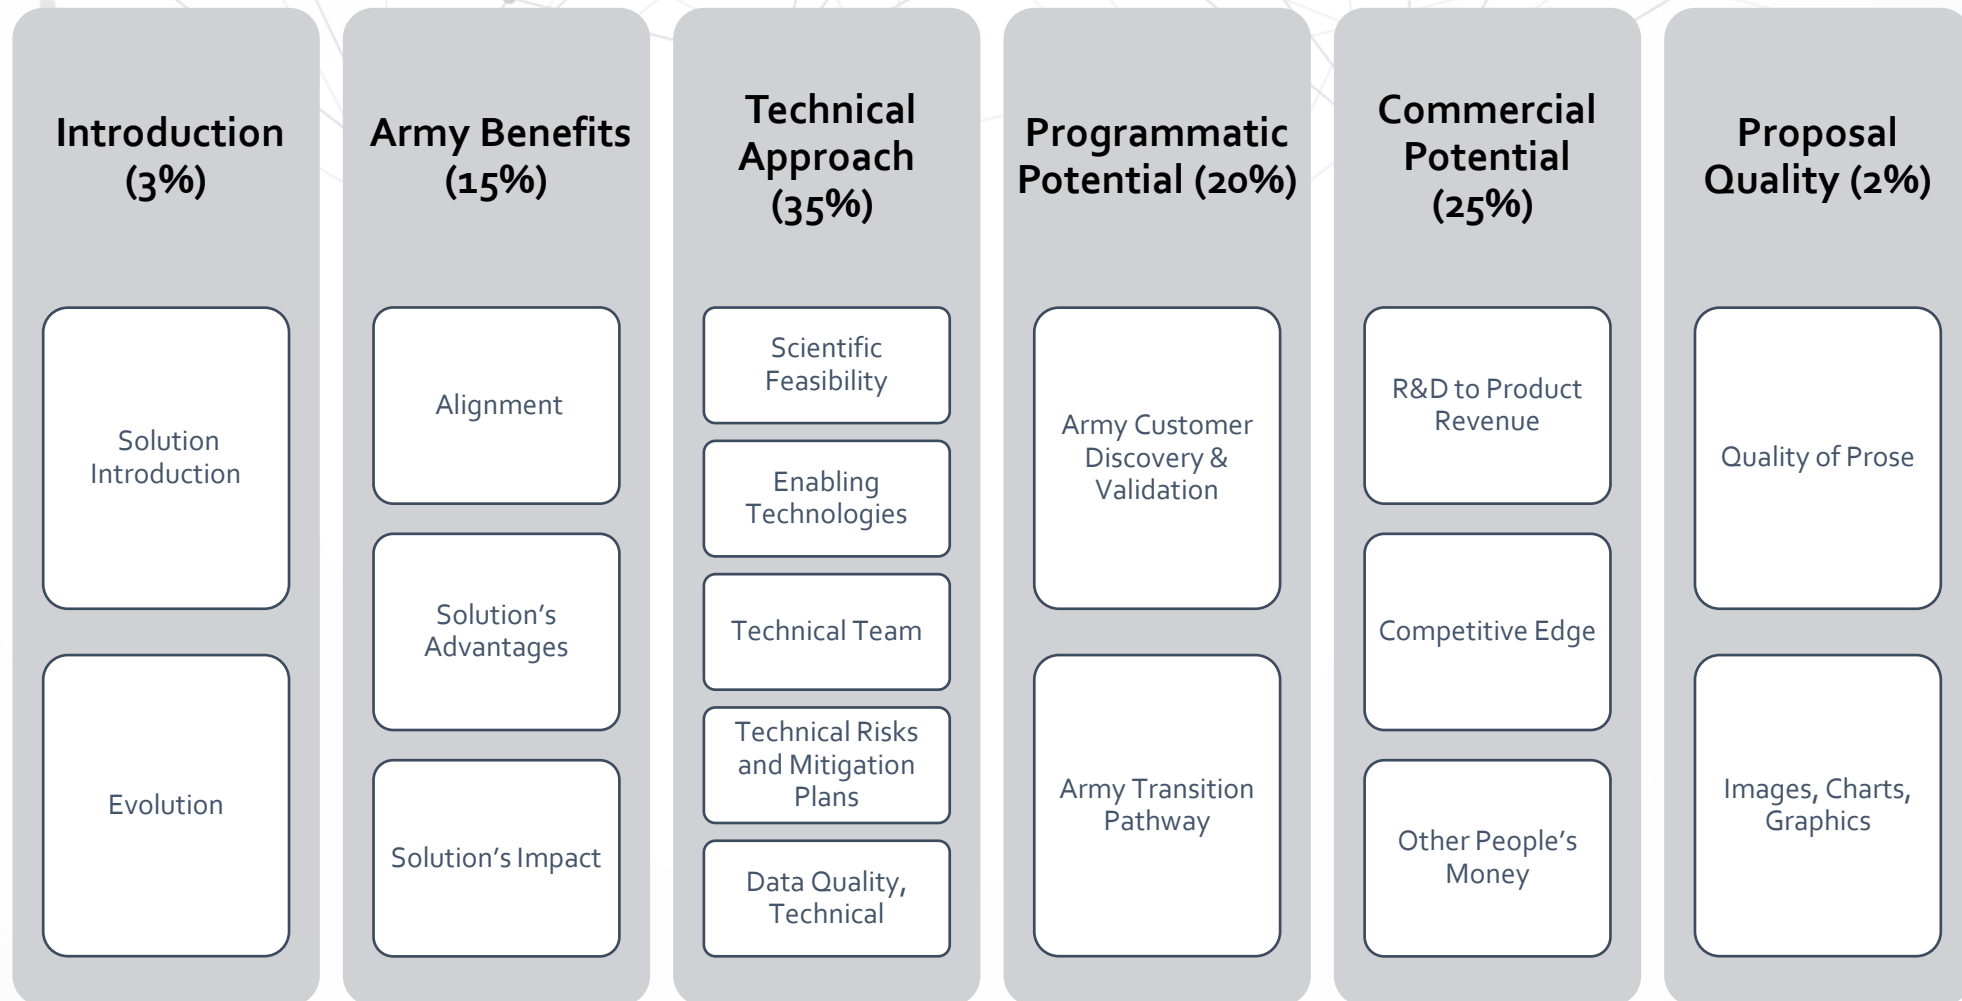 Introduction
(3%)
Solution
Introduction
Evolution
Army Benefits
(15%)
Alignment
Solution's
Advantages
Solution's Impact
Technical
Approach
(35%)
Scientific
Feasibility
Enabling
Technologies
Technical Team
Technical Risks
and Mitigation
Plans
Data Quality,
Technical
Programmatic
Potential (20%)
Army Customer
Discovery &
Validation
Army Transition
Pathway
Commercial
Potential
(25%)
R&D to Product
Revenue
Competitive Edge
Other People's
Money
Proposal
Quality (2%)
Quality of Prose
Images, Charts,
Graphics